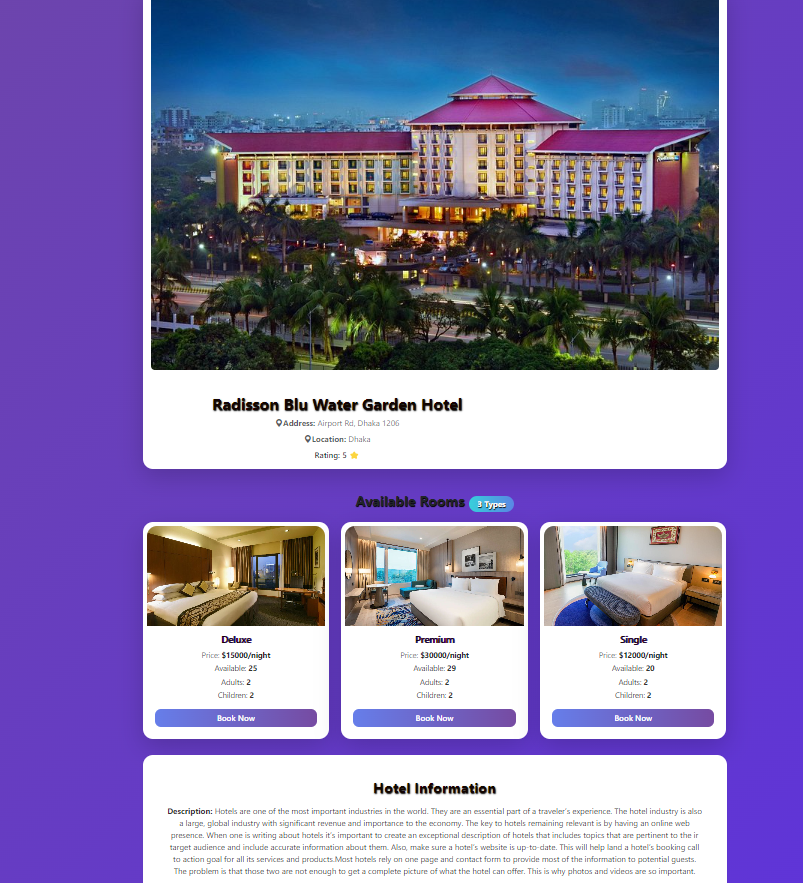 Radisson Blu Water Garden Hotel
Address: Airport Rd, Dhaka 1206
Location: Dhaka
Rating: 5
Available Rooms 3 Types
Deluxe
Price: $15000/night
Available: 25
Adults: 2
Children: 2
Book Now
Premium
Price: $30000/night
Available: 29
Adults: 2
Children: 2
Book Now
Single
Price: $12000/night
Available: 20
Adults: 2
Children: 2
Book Now
Hotel Information
Description: Hotels are one of the most important industries in the world. They are an essential part of a traveler's experience. The hotel industry is also
a large, global industry with significant revenue and importance to the economy. The key to hotels remaining relevant is by having an online web
presence. When one is writing about hotels it's important to create an exceptional description of hotels that includes topics that are pertinent to the ir
target audience and include accurate information about them. Also, make sure a hotel's website is up-to-date. This will help land a hotel's booking call
to action goal for all its services and products.Most hotels rely on one page and contact form to provide most of the information to potential guests.
The problem is that those two are not enough to get a complete picture of what the hotel can offer. This is why photos and videos are so important.